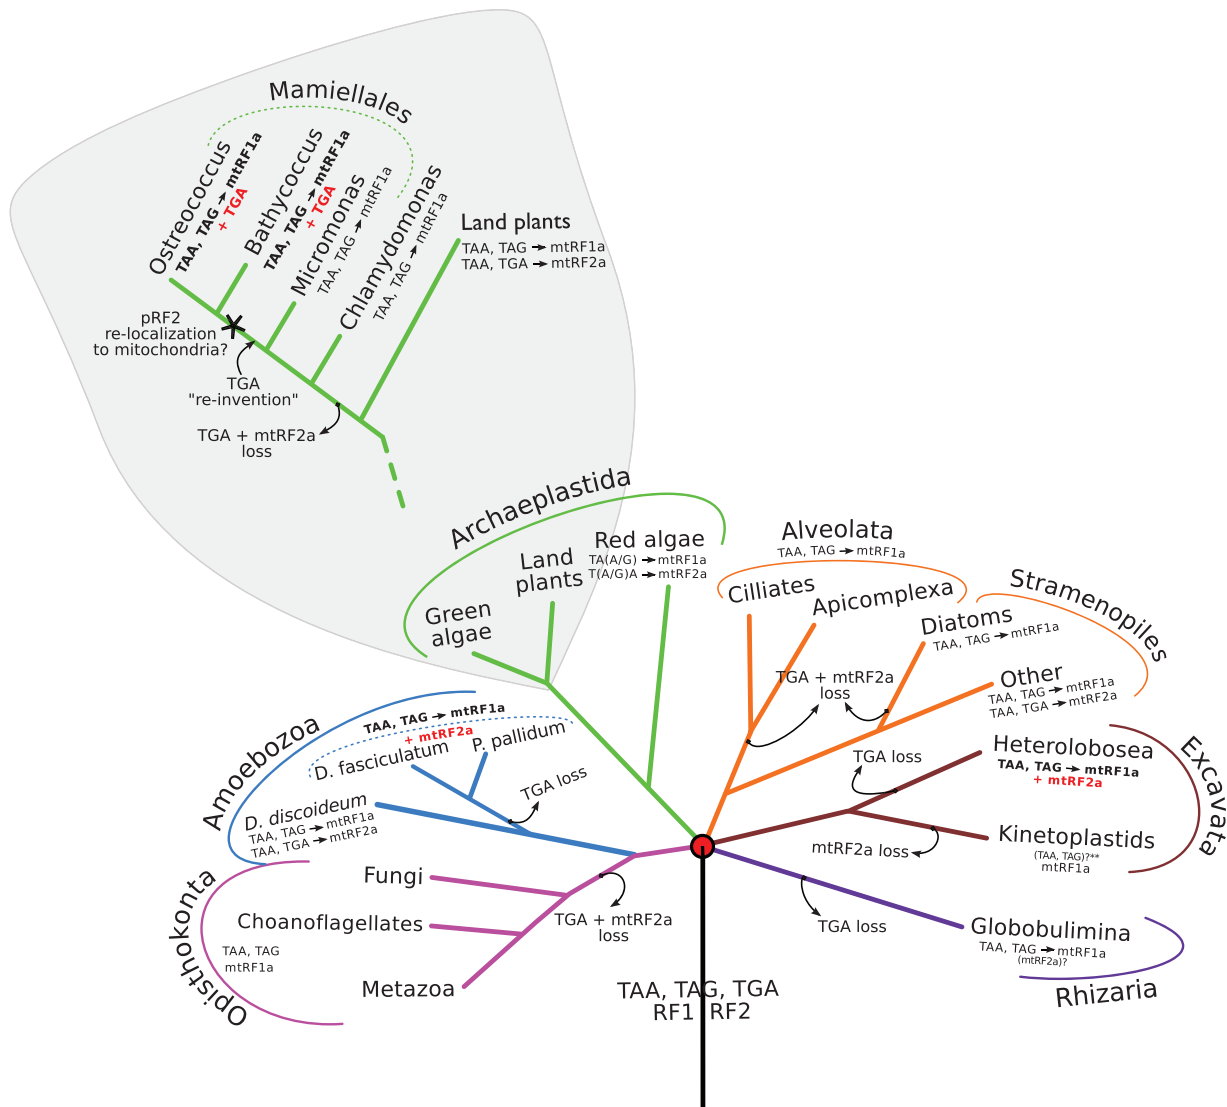 Mamiellales
Ostreococcus
TAA, TAG → mtRF1a
+ TGA
Bathycoccus
TAA, TAG → mtRF1a
+ TGA
Micromonas
TAA, TAG → mtRF1a
Chlamydomonas
TAA, TAG → mtRF1a
Land plants
TAA, TAG → mtRF1a
TAA, TGA → mtRF2a
pRF2
re-localization
to mitochondria?
TGA
"re-invention"
TGA + mtRF2a
loss
Archaeplastida
Green
algae
Land
plants
Red algae
TA(A/G) → mtRF1a
T(A/G)A → mtRF2a
Alveolata
TAA, TAG → mtRF1a
Cilliates
Apicomplexa
Stramenopiles
Diatoms
TAA, TAG → mtRF1a
Other
TAA, TAG → mtRF1a
TAA, TGA → mtRF2a
TGA + mtRF2a
loss
Amoebozoa
TAA, TAG → mtRF1a
+ mtRF2a
D. fasciculatum
P. pallidum
TGA loss
D. discoideum
TAA, TAG → mtRF1a
TAA, TGA → mtRF2a
Excavata
Heterolobosea
TAA, TAG → mtRF1a
+ mtRF2a
TGA loss
Kinetoplastids
(TAA, TAG)?**
mtRF1a
mtRF2a loss
Opisthokonta
Fungi
Choanoflagellates
TAA, TAG
mtRF1a
Metazoa
TGA + mtRF2a
loss
TGA loss
Globobulimina
TAA, TAG → mtRF1a
(mtRF2a)?
Rhizaria
TAA, TAG, TGA
RF1 RF2